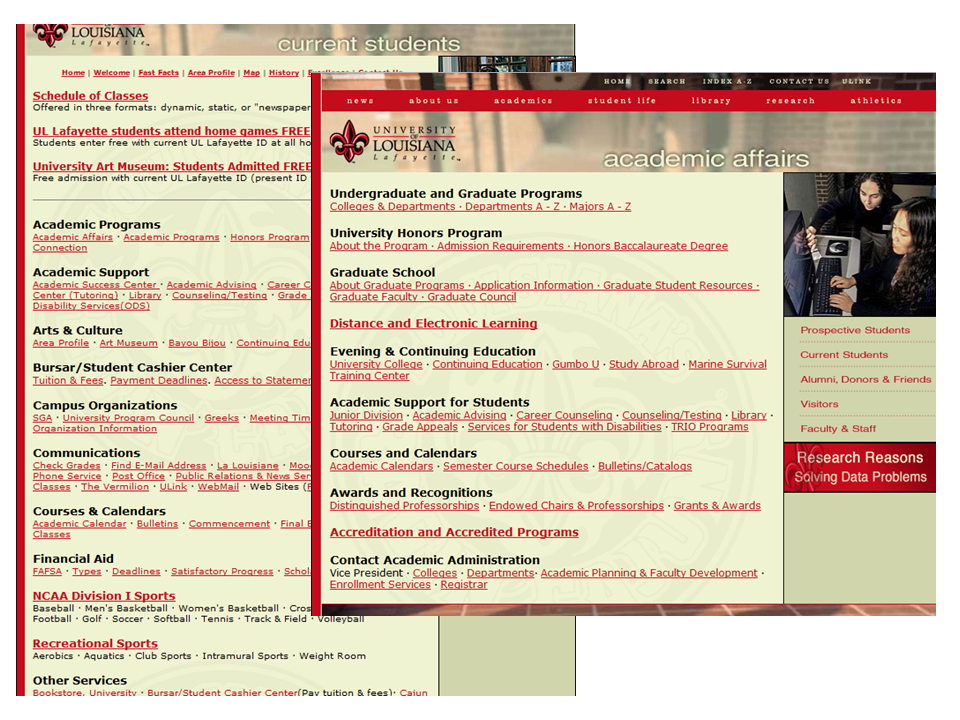 LOUISIANA
Lafayette
current students
Home | Welcome | Fast Facts | Area Profile | Map | History |
Schedule of Classes
Offered in three formats: dynamic, static, or "newspaper
UL Lafayette students attend home games FREE
Students enter free with current UL Lafayette ID at all
University Art Museum: Students Admitted FREE
Free admission with current UL Lafayette ID (present ID
Academic Programs
Academic Affairs · Academic Programs · Honors Program
Connection
Academic Support
Academic Success Center · Academic Advising · Career
Center (Tutoring) · Library · Counseling/Testing · Grade
Disability Services(ODS)
Arts & Culture
Area Profile · Art Museum · Bayou Bijou · Continuing
Bursar/Student Cashier Center
Tuition & Fees. Payment Deadlines. Access to
Campus Organizations
SGA · University Program Council · Greeks · Meeting
Organization Information
Communications
Check Grades · Find E-Mail Address · La Louisiane ·
Phone Service · Post Office · Public Relations & News
Classes · The Vermilion · ULink · WebMail · Web Sites (
Courses & Calendars
Academic Calendar · Bulletins · Commencement · Final
Classes
Financial Aid
FAFSA · Types · Deadlines · Satisfactory Progress ·
NCAA Division I Sports
Baseball · Men's Basketball · Women's Basketball ·
Football · Golf · Soccer · Softball · Tennis · Track & Field · Volleyball
Recreational Sports
Aerobics · Aquatics · Club Sports · Intramural Sports · Weight Room
Other Services
Bookstore, University · Bursar/Student Cashier Center(Pay tuition & fees)· Cajun
HOME SEARCH INDEX A-Z CONTACT US ULINK
news about us academics student life library research athletics
UNIVERSITY
OF
LOUISIANA
Lafayette
academic affairs
Undergraduate and Graduate Programs
Colleges & Departments · Departments A - Z · Majors A - Z
University Honors Program
About the Program · Admission Requirements · Honors Baccalaureate Degree
Graduate School
About Graduate Programs · Application Information · Graduate Student Resources ·
Graduate Faculty · Graduate Council
Distance and Electronic Learning
Evening & Continuing Education
University College · Continuing Education · Gumbo U · Study Abroad · Marine Survival
Training Center
Academic Support for Students
Junior Division · Academic Advising · Career Counseling · Counseling/Testing · Library ·
Tutoring · Grade Appeals · Services for Students with Disabilities · TRIO Programs
Courses and Calendars
Academic Calendars · Semester Course Schedules · Bulletins/Catalogs
Awards and Recognitions
Distinguished Professorships · Endowed Chairs & Professorships · Grants & Awards
Accreditation and Accredited Programs
Contact Academic Administration
Vice President · Colleges · Departments· Academic Planning & Faculty Development ·
Enrollment Services · Registrar
Prospective Students
Current Students
Alumni, Donors & Friends
Visitors
Faculty & Staff
Research Reasons
Solving Data Problems